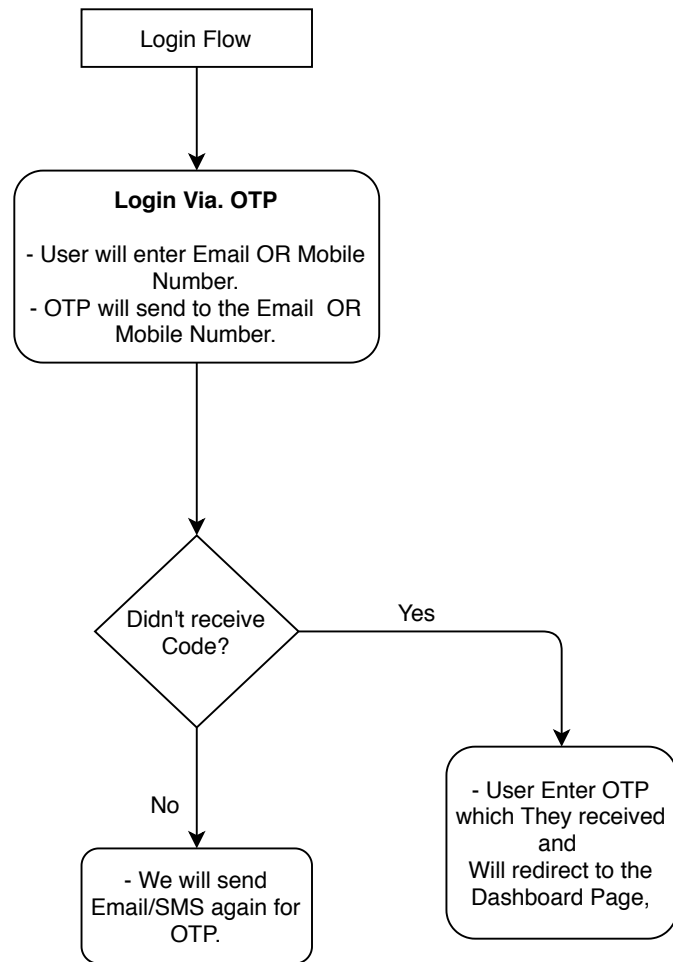 Login Flow
Login Via. OTP
- User will enter Email OR Mobile
Number.
- OTP will send to the Email  OR
Mobile Number.
Didn't receive
Code?
Yes
No
- User Enter OTP
which They received
and
Will redirect to the
Dashboard Page,
- We will send
Email/SMS again for
OTP.